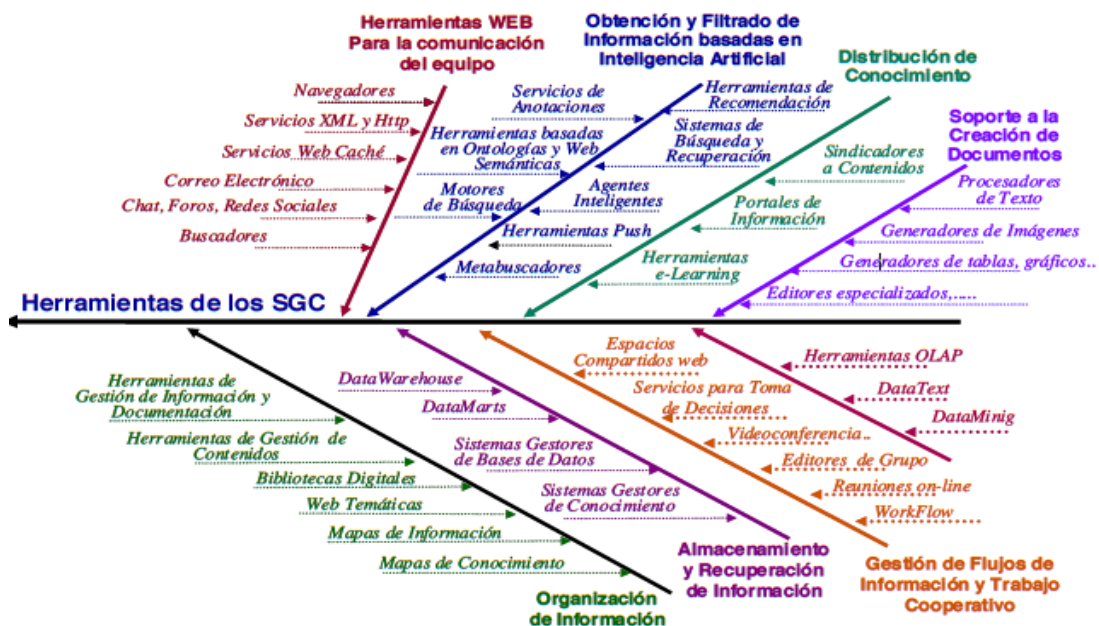 Herramientas WEB
Para la comunicación
del equipo
Navegadores
Servicios XML y Http
Servicios Web Caché
Correo Electrónico
Chat, Foros, Redes Sociales
Buscadores
Obtención y Filtrado de
Información basadas en
Inteligencia Artificial
Servicios de
Anotaciones
Herramientas basadas
en Ontologías y Web
Semánticas
Motores
de Búsqueda
Metabuscadores
Herramientas de
Recomendación
Sistemas de
Búsqueda y
Recuperación
Agentes
Inteligentes
Herramientas Push
Distribución de
Conocimiento
Sindicadores
a Contenidos
Portales de
Información
Herramientas
e-Learning
Soporte a la
Creación de
Documentos
Procesadores
de Texto
Generadores de Imágenes
Generadores de tablas, gráficos..
Editores especializados,.....
Herramientas de los SGC
Herramientas de
Gestión de Información y
Documentación
Herramientas de Gestión de
Contenidos
Bibliotecas Digitales
Web Temáticas
Mapas de Información
Mapas de Conocimiento
Organización
de Información
DataWarehouse
DataMarts
Sistemas Gestores
de Bases de Datos
Sistemas Gestores
de Conocimiento
Almacenamiento
y Recuperación
de Información
Espacios
Compartidos web
Servicios para Toma
de Decisiones
Videoconferencia..
Editores de Grupo
Reuniones on-line
WorkFlow
Gestión de Flujos de
Información y Trabajo
Cooperativo
Herramientas OLAP
DataText
DataMinig